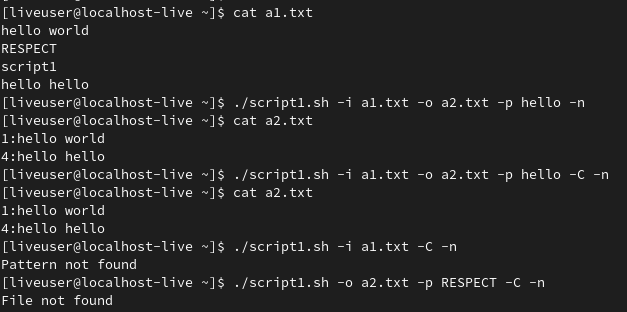 [liveuser@localhost-live ~]$ cat a1.txt
hello world
RESPECT
script1
hello hello
[liveuser@localhost-live ~]$ ./script1.sh -i a1.txt -o a2.txt -p hello -n
[liveuser@localhost-live ~]$ cat a2.txt
1:hello world
4:hello hello
[liveuser@localhost-live ~]$ ./script1.sh -i a1.txt -o a2.txt -p hello -C -n
[liveuser@localhost-live ~]$ cat a2.txt
1:hello world
4:hello hello
[liveuser@localhost-live ~]$ ./script1.sh -i a1.txt -C -n
Pattern not found
[liveuser@localhost-live ~]$ ./script1.sh -o a2.txt -p RESPECT -C -n
File not found